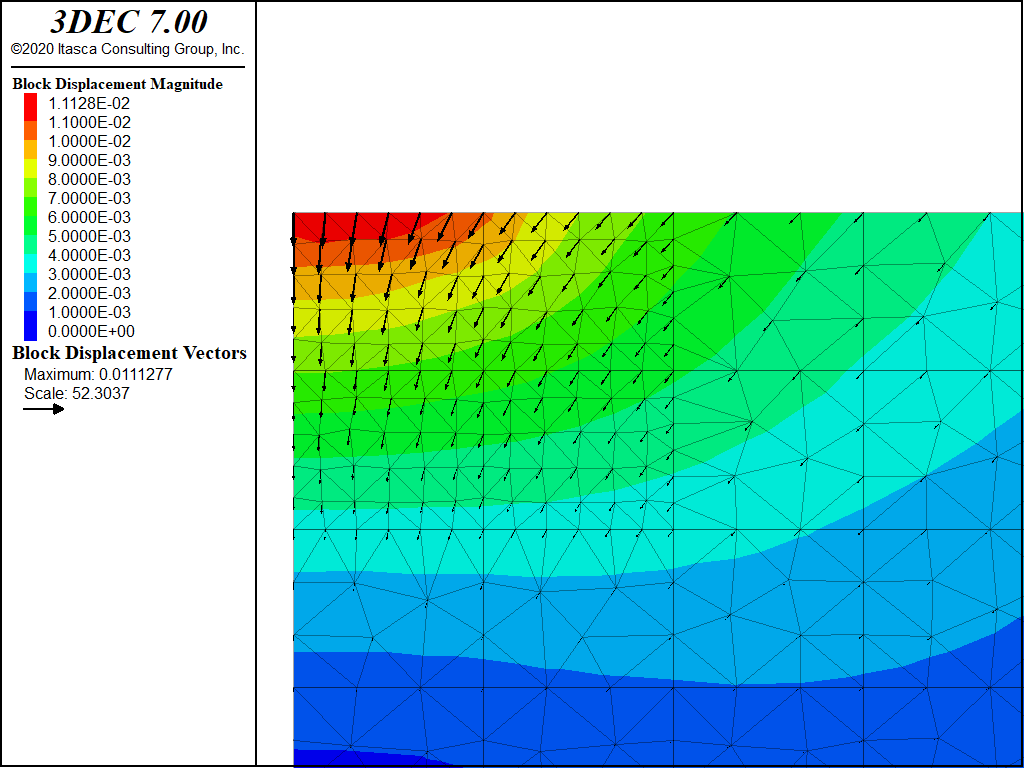 3DEC 7.00
©2020 Itasca Consulting Group, Inc.
Block Displacement Magnitude
1.1128E-02
1.1000E-02
1.0000E-02
9.0000E-03
8.0000E-03
7.0000E-03
6.0000E-03
5.0000E-03
4.0000E-03
3.0000E-03
2.0000E-03
1.0000E-03
0.0000E+00
Block Displacement Vectors
Maximum: 0.0111277
Scale: 52.3037